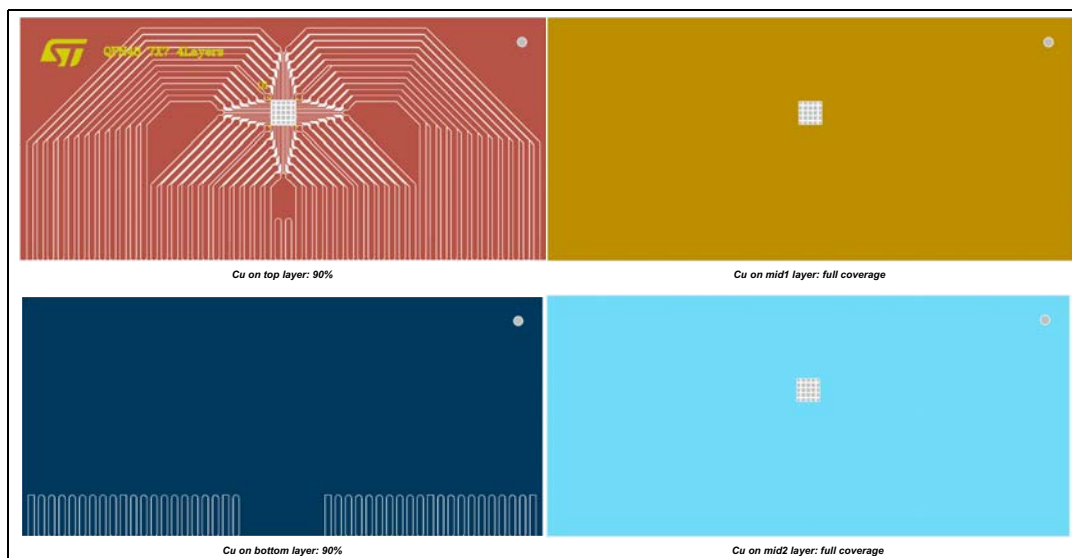 ST QFN48 7X7 4Layers
Cu on top layer: 90%
Cu on mid1 layer: full coverage
Cu on bottom layer: 90%
Cu on mid2 layer: full coverage